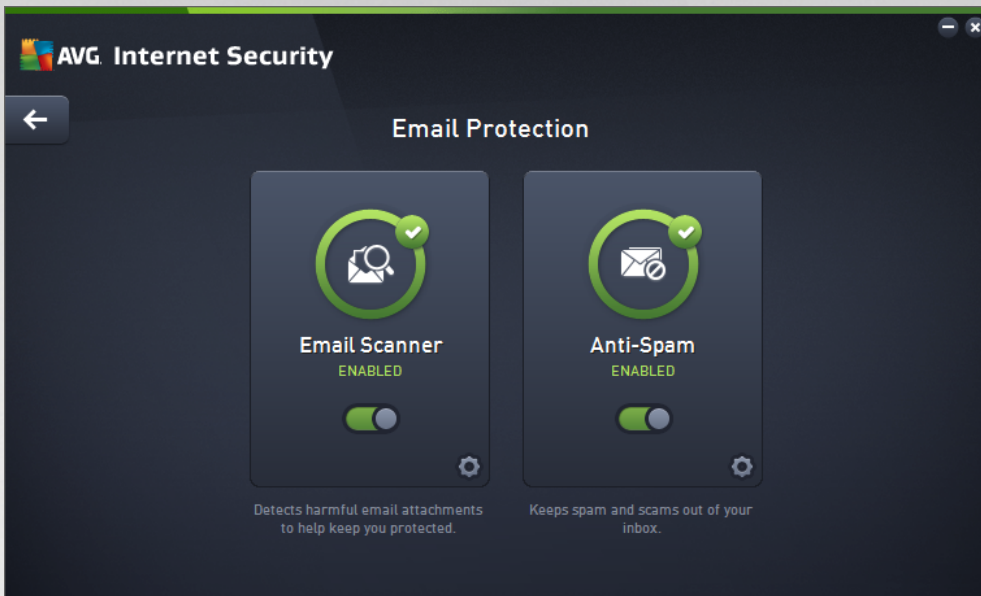 AVG Internet Security
Email Protection
Email Scanner
ENABLED
Detects harmful email attachments
to help keep you protected.
Anti-Spam
ENABLED
Keeps spam and scams out of your
inbox.